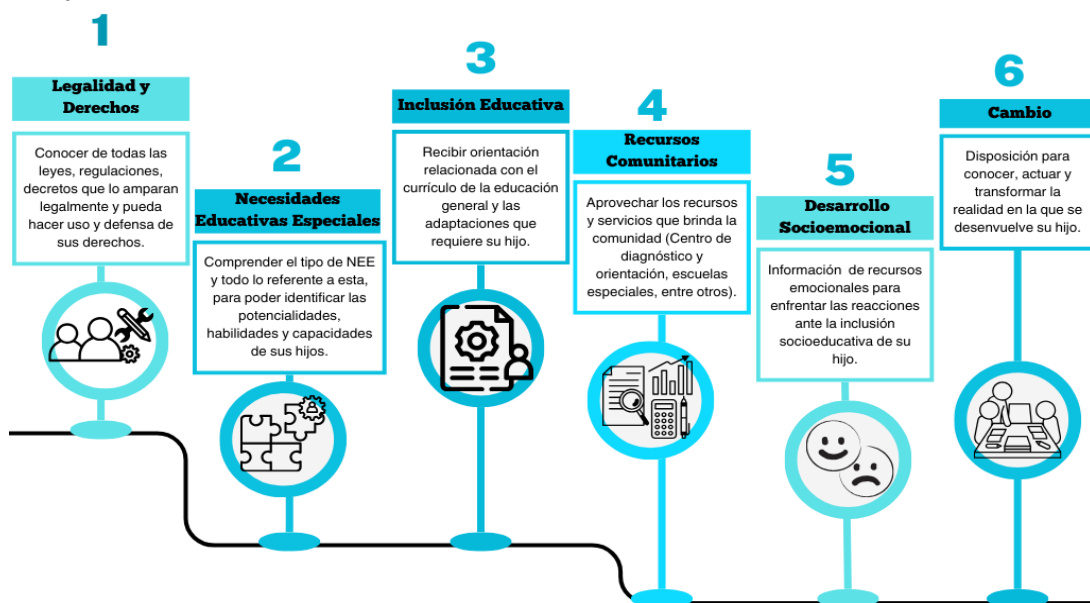 1
Legalidad y
Derechos
Conocer de todas las
leyes, regulaciones,
decretos que lo amparan
legalmente y pueda
hacer uso y defensa de
sus derechos.
2
Necesidades
Educativas Especiales
Comprender el tipo de NEE
y todo lo referente a esta,
para poder identificar las
potencialidades,
habilidades y capacidades
de sus hijos.
3
Inclusión Educativa
Recibir orientación
relacionada con el
currículo de la educación
general y las
adaptaciones que
requiere su hijo.
4
Recursos
Comunitarios
Aprovechar los recursos
y servicios que brinda la
comunidad (Centro de
diagnóstico y
orientación, escuelas
especiales, entre otros).
5
Desarrollo
Socioemocional
Información de recursos
emocionales para
enfrentar las reacciones
ante la inclusión
socioeducativa de su
hijo.
6
Cambio
Disposición para
conocer, actuar y
transformar la
realidad en la que se
desenvuelve su hijo.